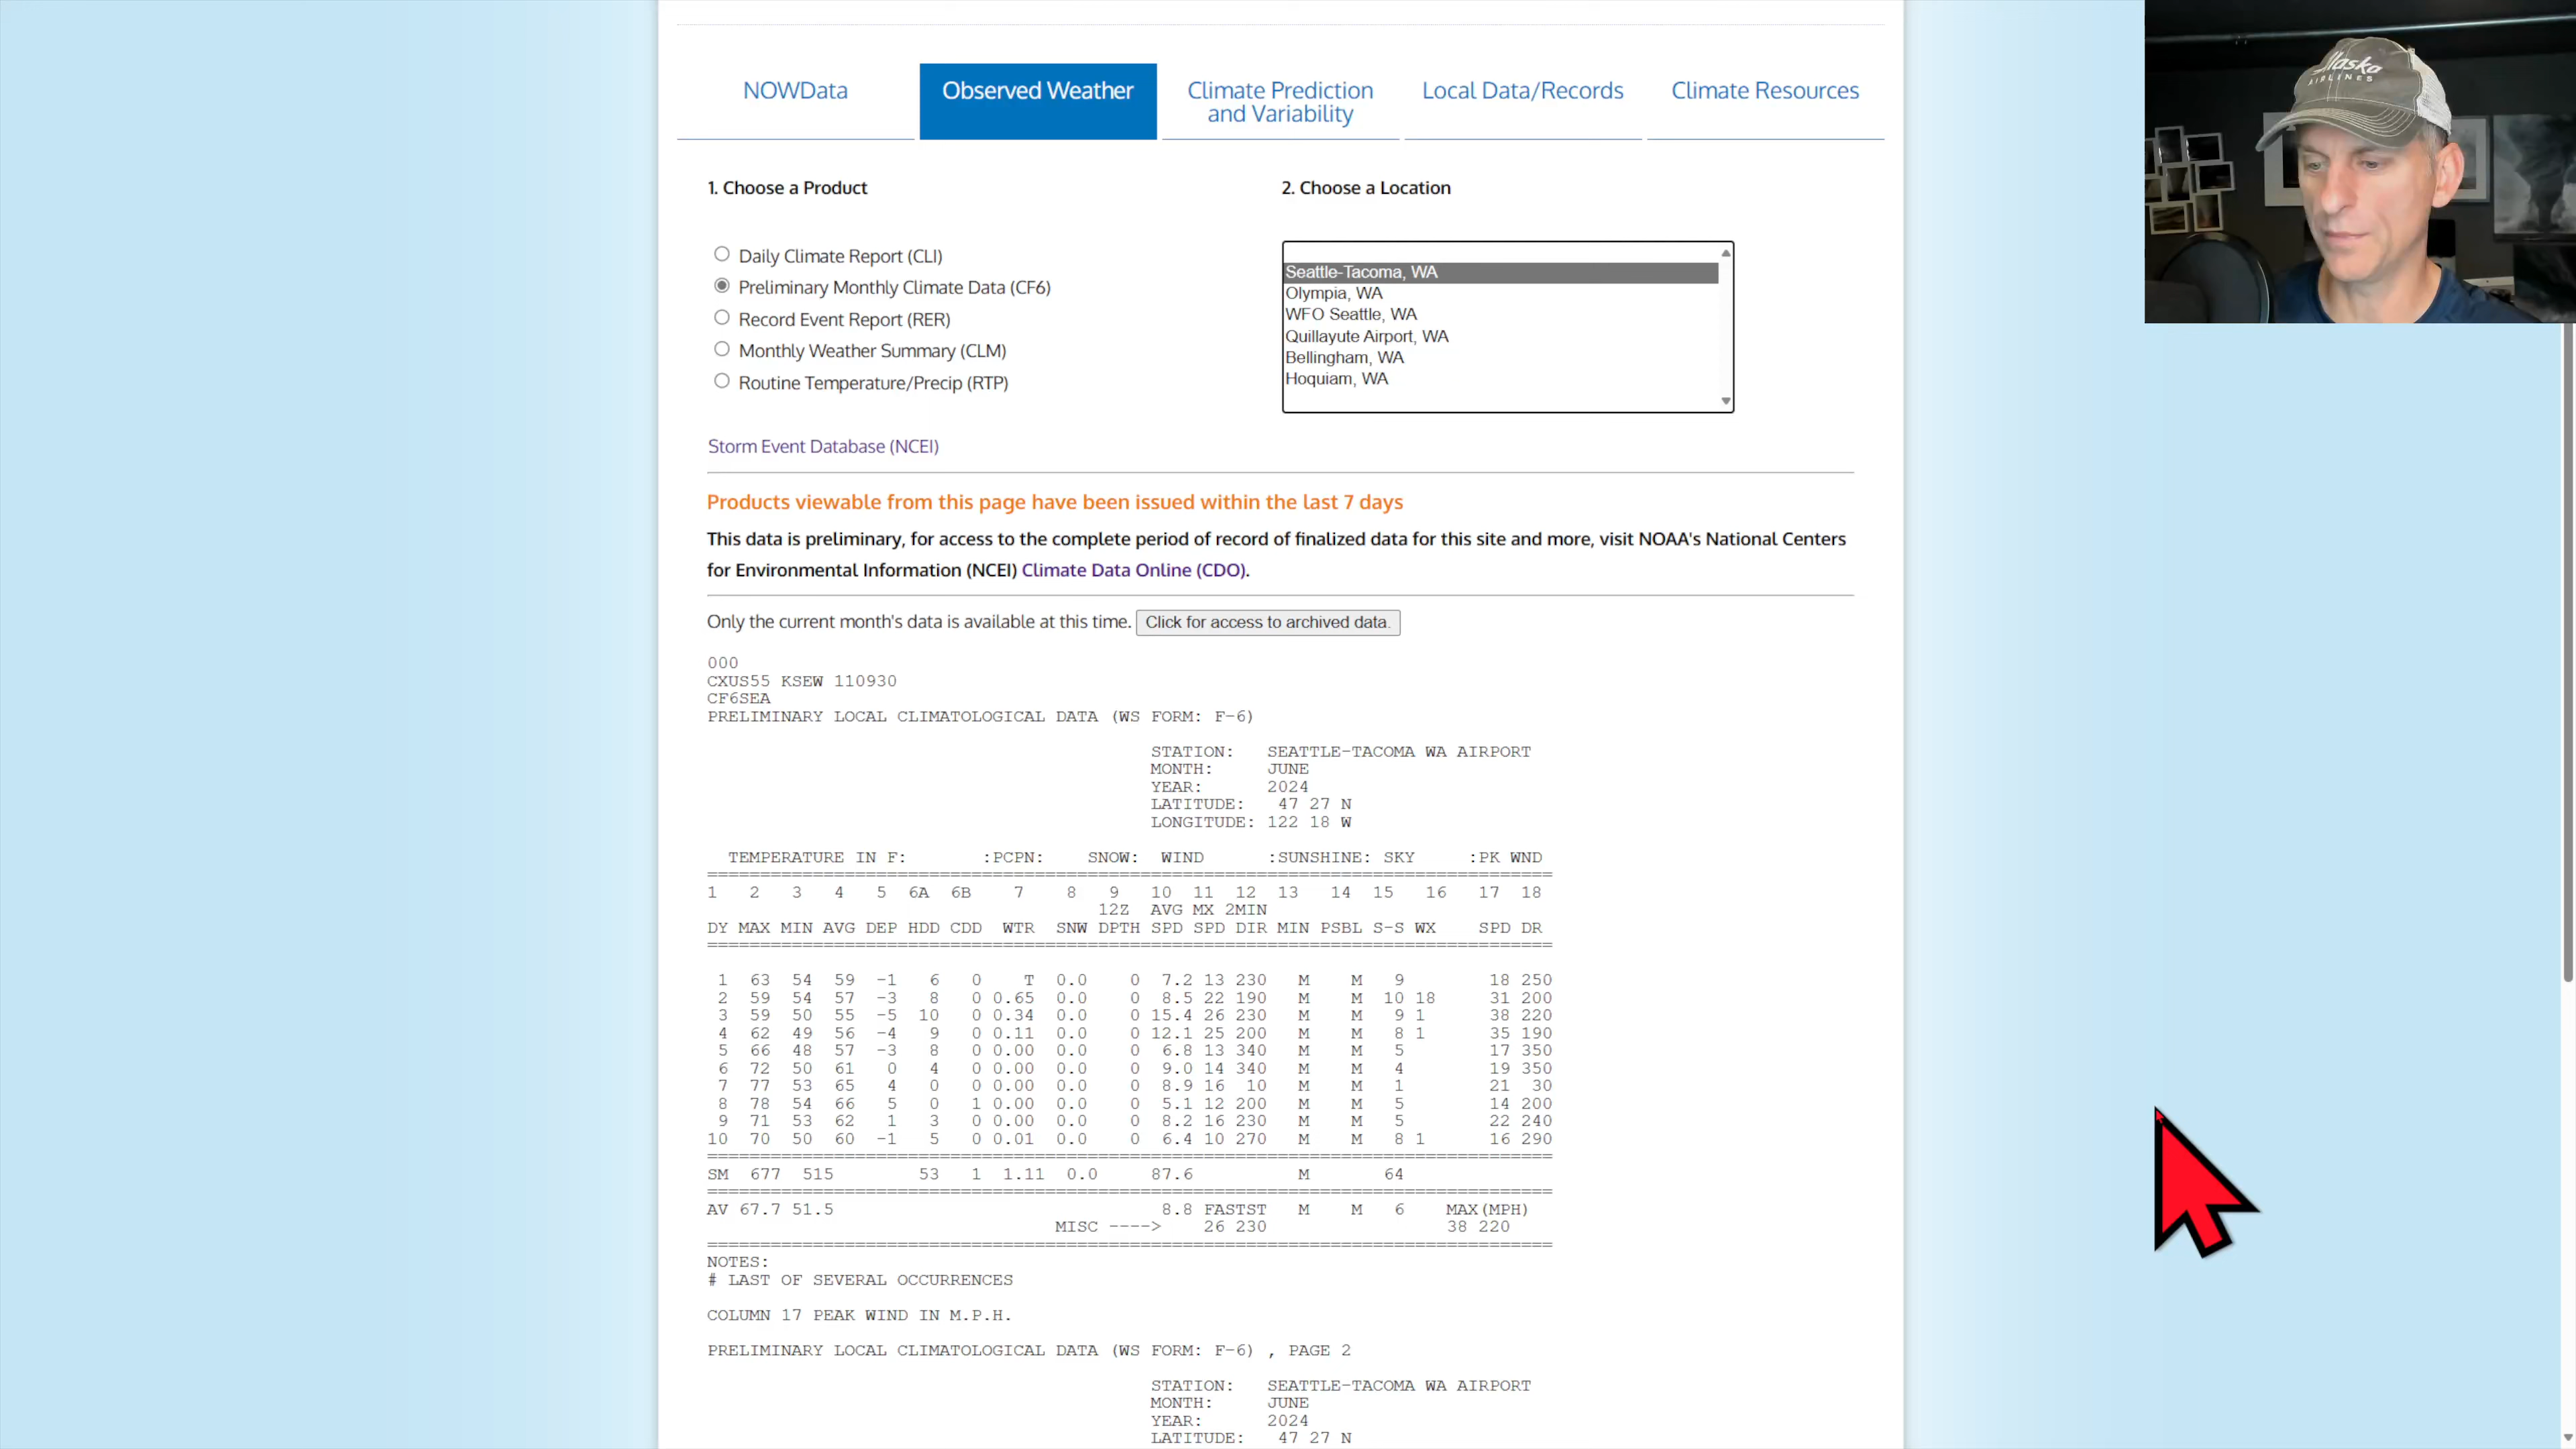 NOWData
Observed Weather
Climate Prediction
and Variability
Local Data/Records
Climate Resources
1. Choose a Product
2. Choose a Location
Daily Climate Report (CLI)
Preliminary Monthly Climate Data (CF6)
Record Event Report (RER)
Monthly Weather Summary (CLM)
Routine Temperature/Precip (RTP)
Seattle-Tacoma, WA
Olympia, WA
WFO Seattle, WA
Quillayute Airport, WA
Bellingham, WA
Hoquiam, WA
Storm Event Database (NCEI)
Products viewable from this page have been issued within the last 7 days
This data is preliminary, for access to the complete period of record of finalized data for this site and more, visit NOAA's National Centers
for Environmental Information (NCEI) Climate Data Online (CDO).
Only the current month's data is available at this time. Click for access to archived data.
000
CXUS55 KSEW 110930
CF6SEA
PRELIMINARY LOCAL CLIMATOLOGICAL DATA (WS FORM: F-6)
STATION: SEATTLE-TACOMA WA AIRPORT
MONTH: JUNE
YEAR: 2024
LATITUDE: 47 27 N
LONGITUDE: 122 18 W
TEMPERATURE IN F: :PCPN: SNOW: WIND :SUNSHINE: SKY :PK WND
================================================================================
1 2 3 4 5 6A 6B 7 8 9 10 11 12 13 14 15 16 17 18
12Z AVG MX 2MIN
DY MAX MIN AVG DEP HDD CDD WTR SNW DPTH SPD SPD DIR MIN PSBL S-S WX SPD DR
================================================================================
1 63 54 59 -1 6 0 T 0.0 0 7.2 13 230 M M 9 18 250
2 59 54 57 -3 8 0 0.65 0.0 0 8.5 22 190 M M 10 18 31 200
3 59 50 55 -5 10 0 0.34 0.0 0 15.4 26 230 M M 9 1 38 220
4 62 49 56 -4 9 0 0.11 0.0 0 12.1 25 200 M M 8 1 35 190
5 66 48 57 -3 8 0 0.00 0.0 0 6.8 13 340 M M 5 17 350
6 72 50 61 0 4 0 0.00 0.0 0 9.0 14 340 M M 4 19 350
7 77 53 65 4 0 0 0.00 0.0 0 8.9 16 10 M M 1 21 30
8 78 54 66 5 0 1 0.00 0.0 0 5.1 12 200 M M 5 14 200
9 71 53 62 1 3 0 0.00 0.0 0 8.2 16 230 M M 5 22 240
10 70 50 60 -1 5 0 0.01 0.0 0 6.4 10 270 M M 8 1 16 290
================================================================================
SM 677 515 53 1 1.11 0.0 87.6 M 64
================================================================================
AV 67.7 51.5 8.8 FASTST M M 6 MAX(MPH)
MISC ----> 26 230 38 220
================================================================================
NOTES:
# LAST OF SEVERAL OCCURRENCES
COLUMN 17 PEAK WIND IN M.P.H.
PRELIMINARY LOCAL CLIMATOLOGICAL DATA (WS FORM: F-6) , PAGE 2
STATION: SEATTLE-TACOMA WA AIRPORT
MONTH: JUNE
YEAR: 2024
LATITUDE: 47 27 N
Alaska
AIRLINES